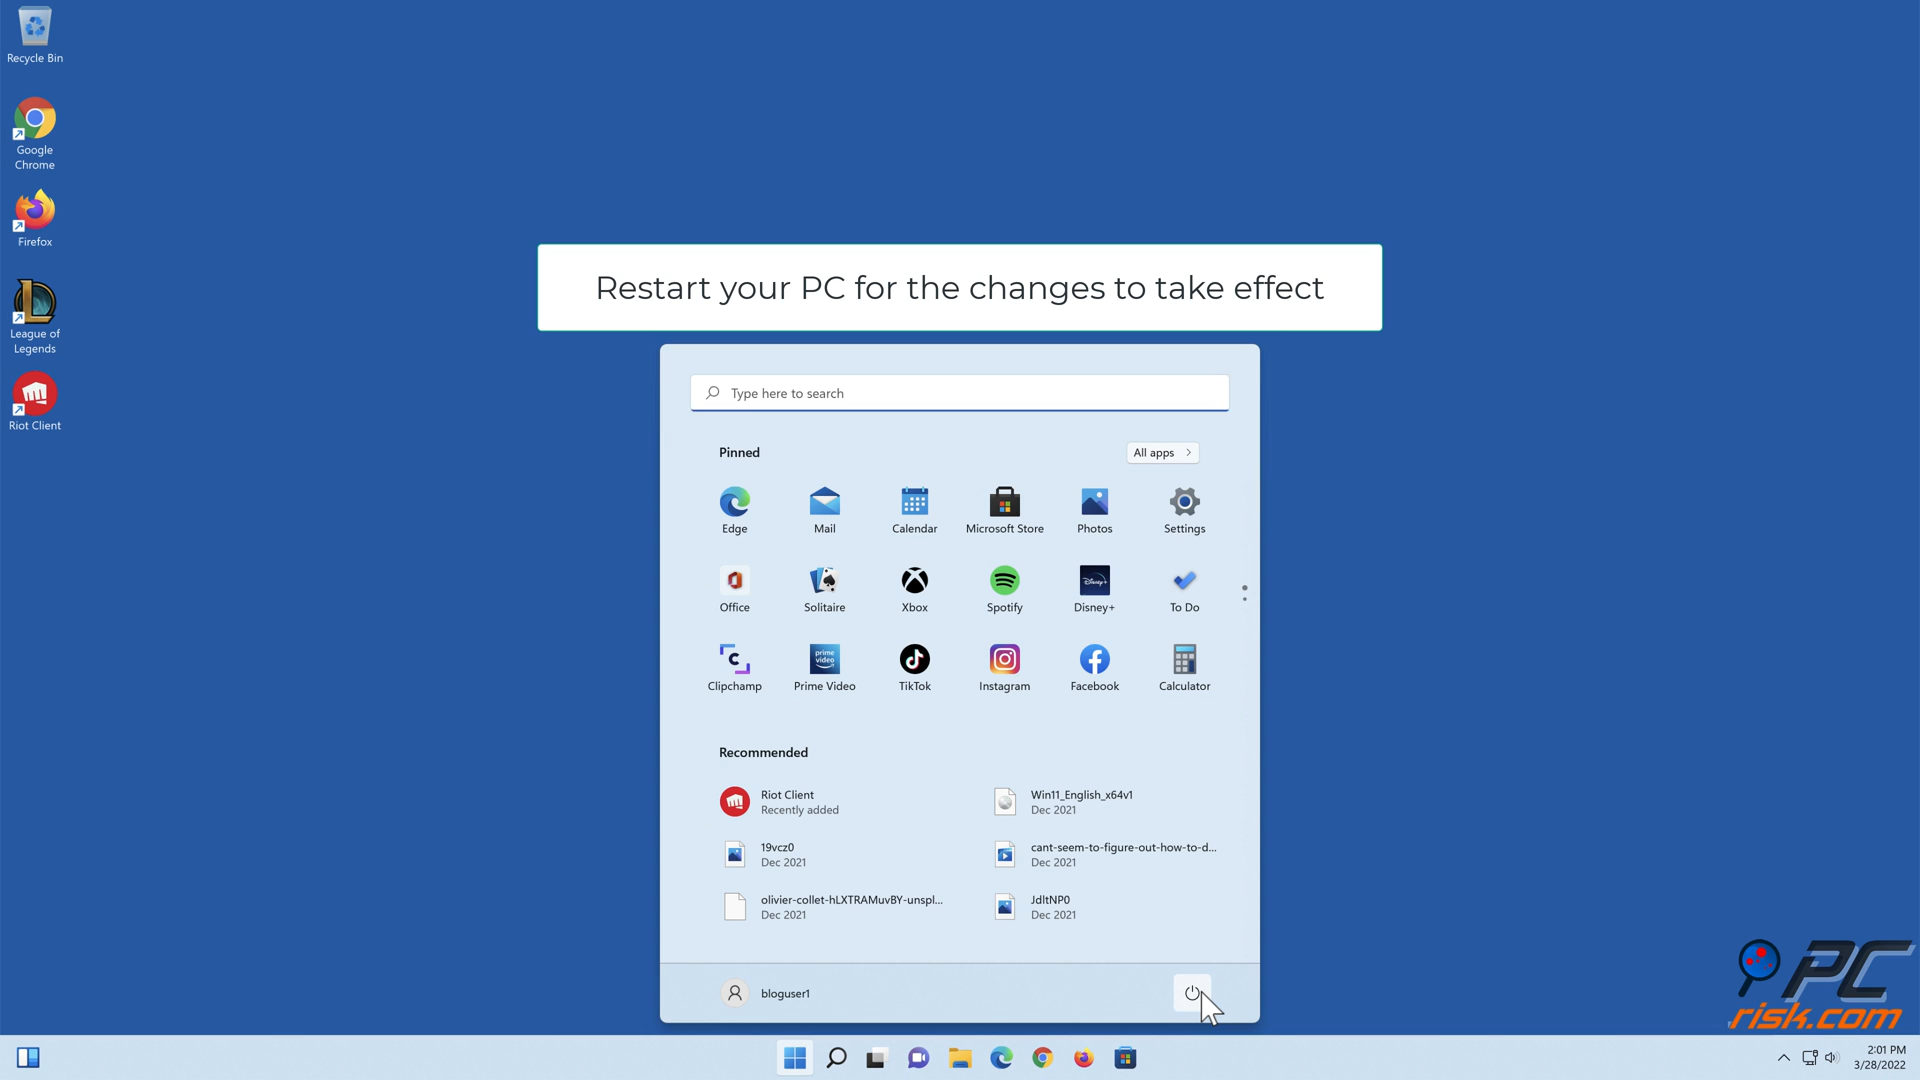 Recycle Bin
Google
Chrome
Firefox
League of
Legends
Riot Client
Restart your PC for the changes to take effect
Type here to search
Pinned
All apps
Edge
Mail
Calendar
Microsoft Store
Photos
Settings
Office
Solitaire
Xbox
Spotify
Disney+
Disney+
To Do
prime
video
Clipchamp
Prime Video
TikTok
Instagram
Facebook
Calculator
Recommended
Riot Client
Recently added
Win11_English_x64v1
Dec 2021
19vcz0
Dec 2021
cant-seem-to-figure-out-how-to-d...
Dec 2021
olivier-collet-hLXTRAMuvBY-unspl...
Dec 2021
JdltNP0
Dec 2021
bloguser1
PC
risk.com
2:01 PM
3/28/2022